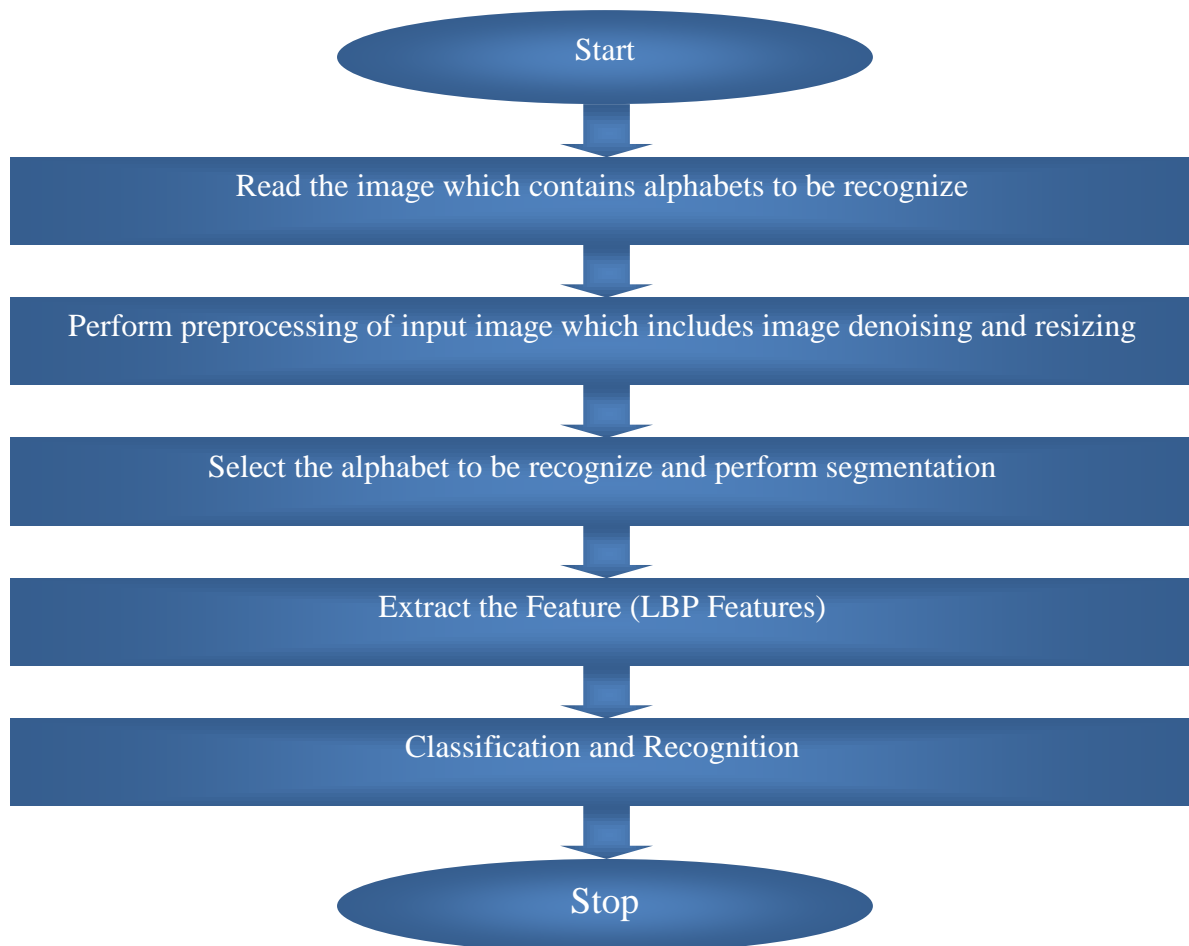 Start
Read the image which contains alphabets to be recognize
Perform preprocessing of input image which includes image denoising and resizing
Select the alphabet to be recognize and perform segmentation
Extract the Feature (LBP Features)
Classification and Recognition
Stop